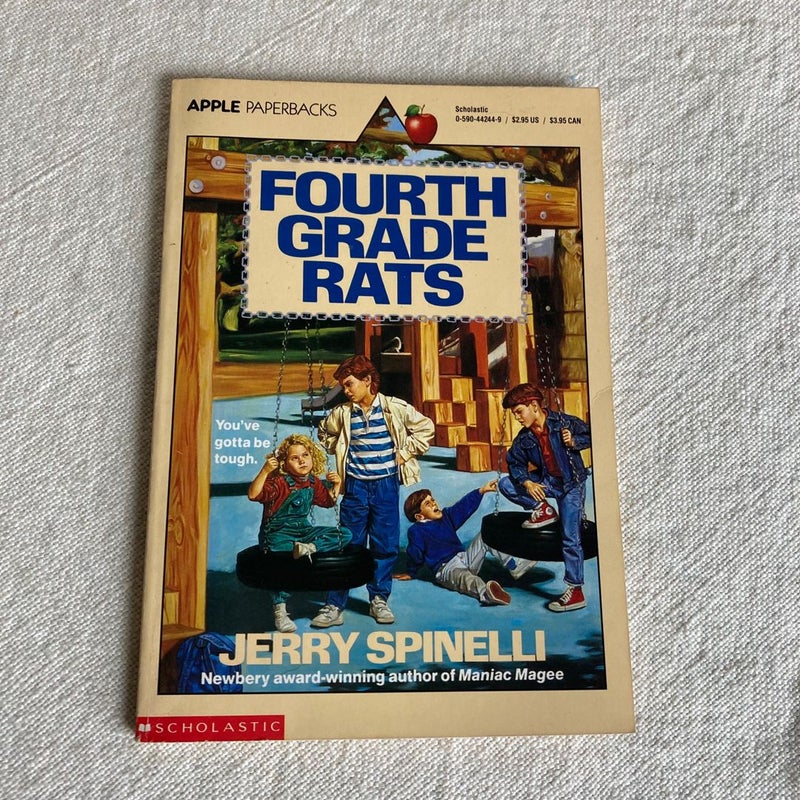 APPLE PAPERBACKS
Scholastic
0-590-44244-9 / $2.95 US / $3.95 CAN
FOURTH
GRADE
RATS
You've
gotta be
tough.
JERRY SPINELLI
Newbery award-winning author of Maniac Magee
SCHOLASTIC